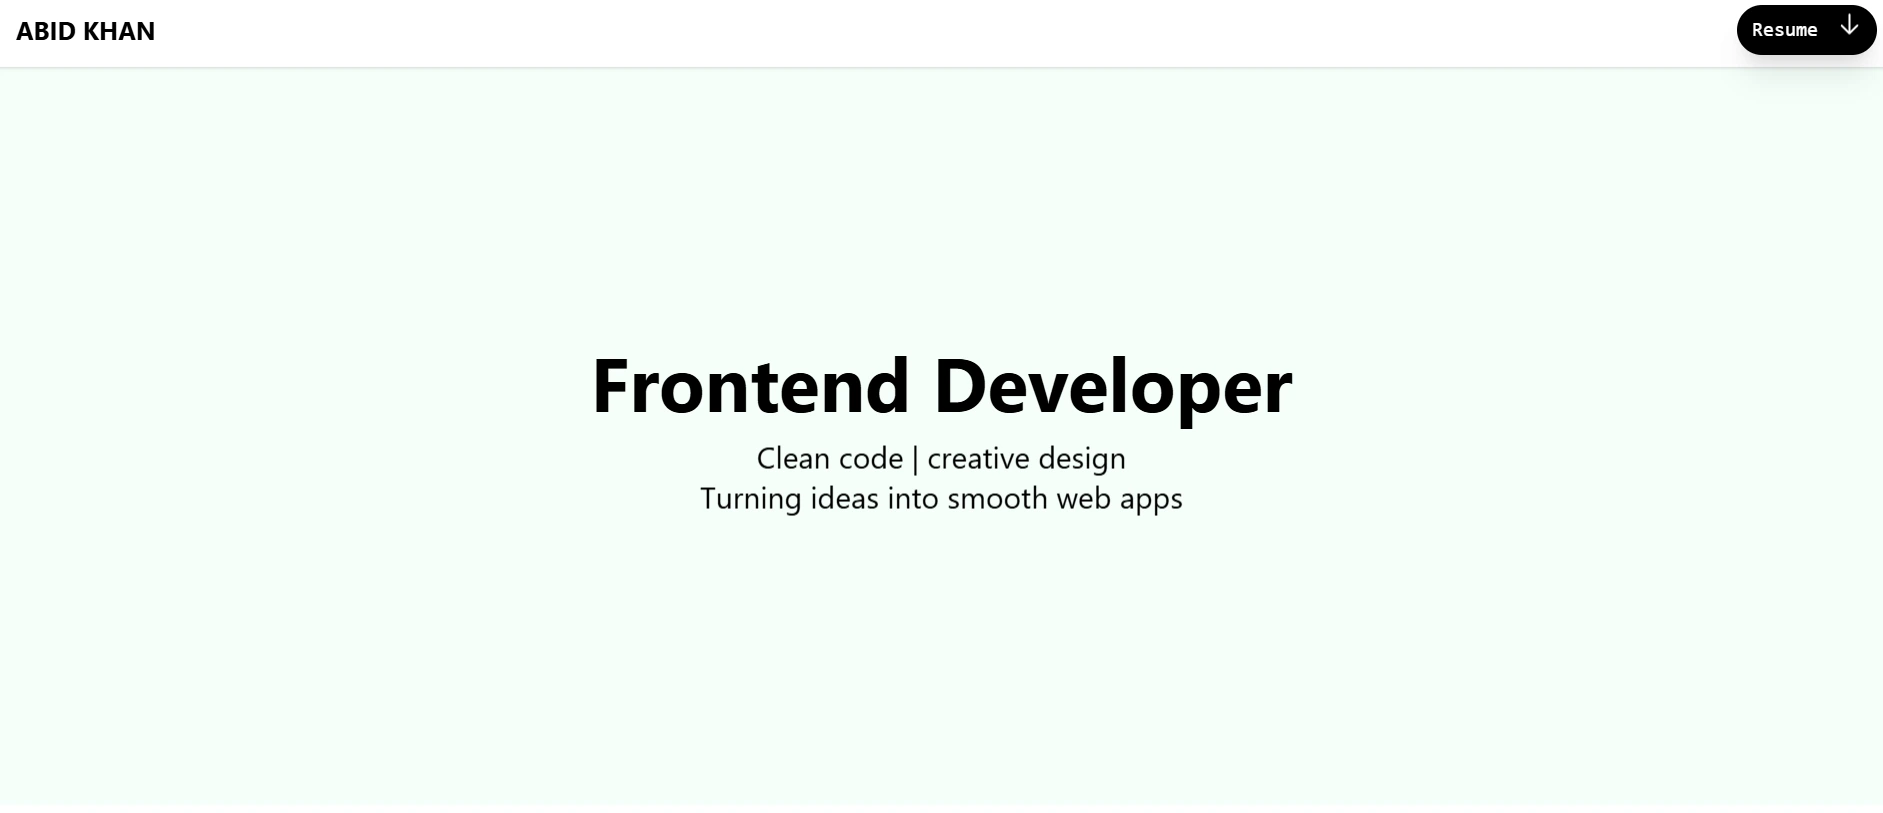 ABID KHAN
Resume
Frontend Developer
Clean code | creative design
Turning ideas into smooth web apps